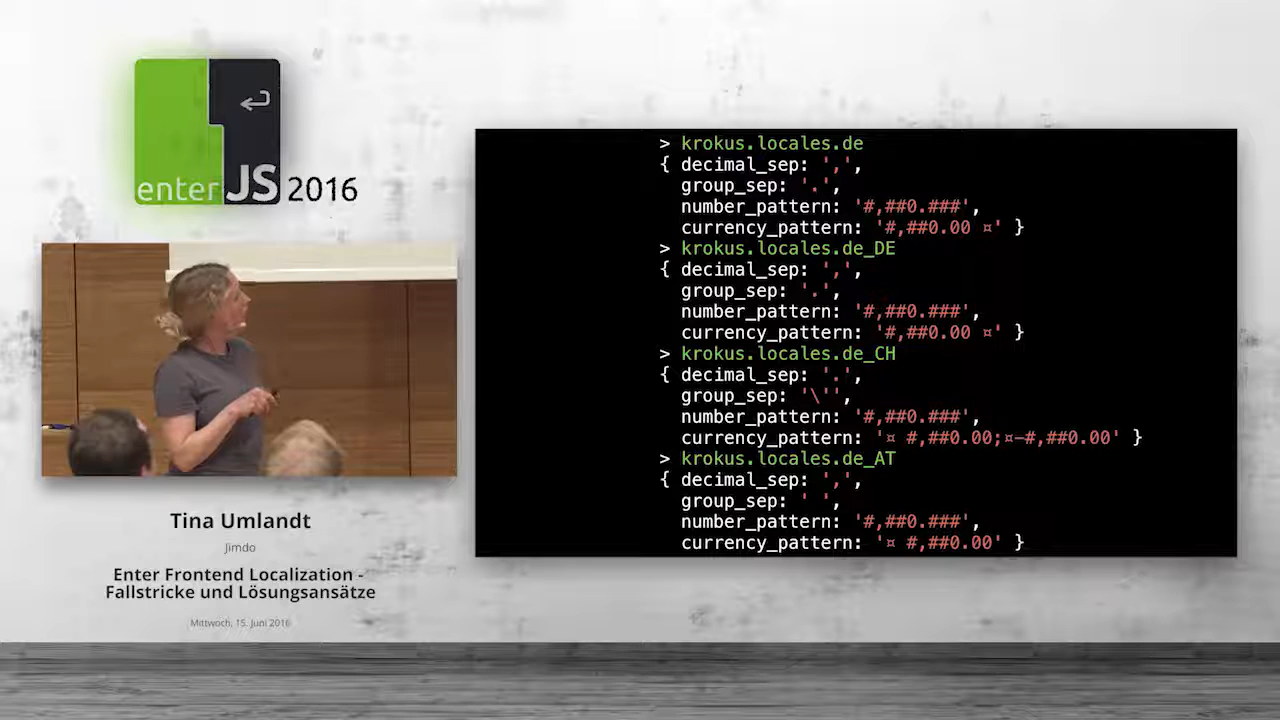 enterJS 2016
> krokus.locales.de
{ decimal_sep: ',',
group_sep: '.',
number_pattern: '#,##0.###',
currency_pattern: '#,##0.00 ¤' }
> krokus.locales.de_DE
{ decimal_sep: ',',
group_sep: '.',
number_pattern: '#,##0.###',
currency_pattern: '#,##0.00 ¤' }
> krokus.locales.de_CH
{ decimal_sep: '.',
group_sep: '\'',
number_pattern: '#,##0.###',
currency_pattern: '¤ #,##0.00;¤-#,##0.00' }
> krokus.locales.de_AT
{ decimal_sep: ',',
group_sep: ' ',
number_pattern: '#,##0.###',
currency_pattern: '¤ #,##0.00' }
Tina Umlandt
Jimdo
Enter Frontend Localization -
Fallstricke und Lösungsansätze
Mittwoch, 15. Juni 2016